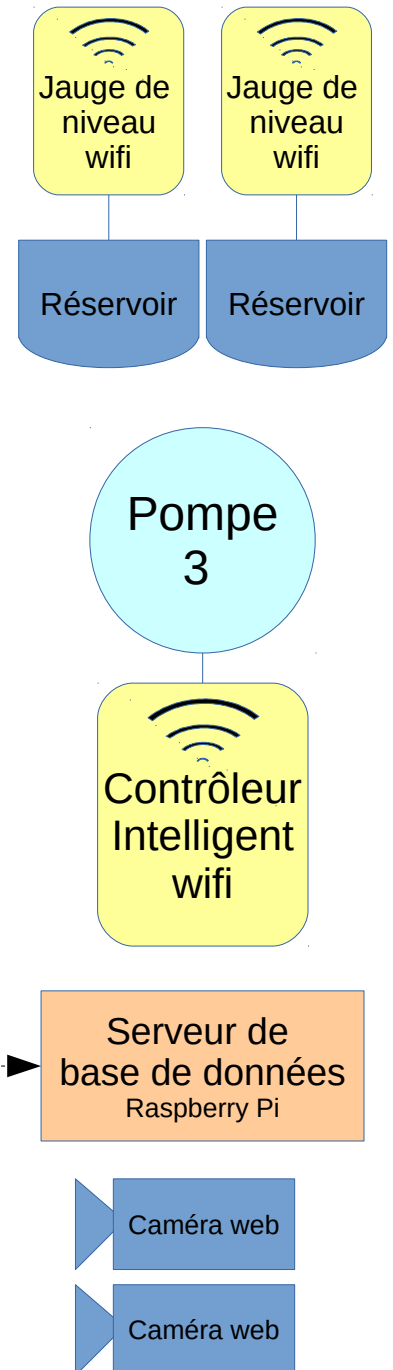 Jauge de
niveau
wifi
Jauge de
niveau
wifi
Réservoir
Réservoir
Pompe
3
Contrôleur
Intelligent
wifi
Serveur de
base de données
Raspberry Pi
Caméra web
Caméra web